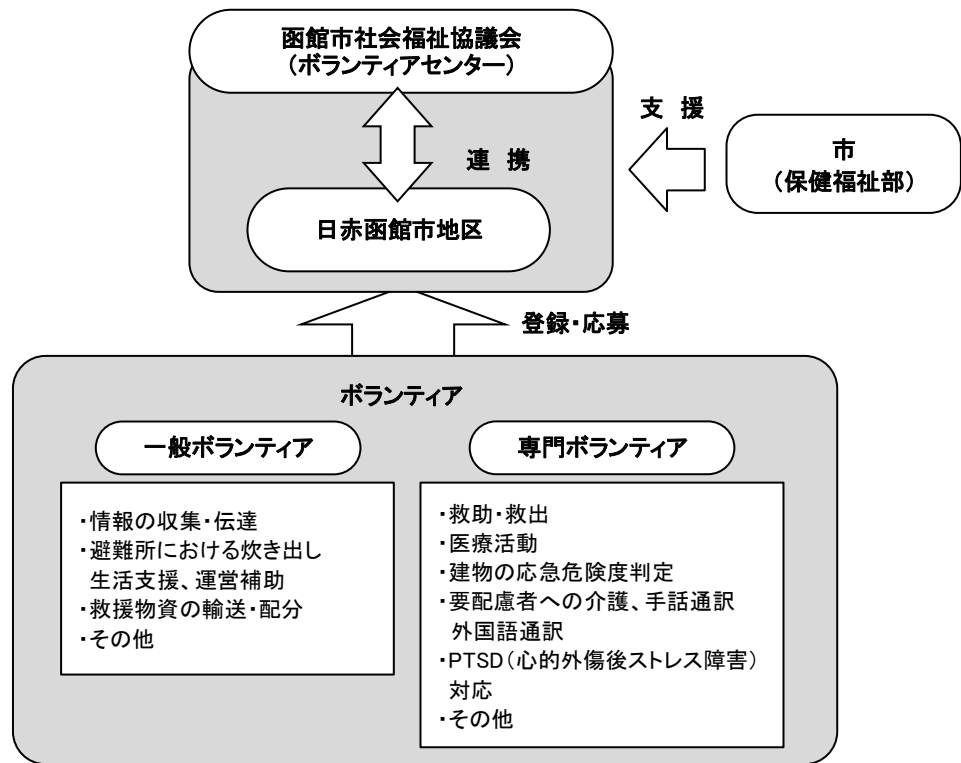 函館市社会福祉協議会
（ボランティアセンター）
支 援
市
（保健福祉部）
連 携
日赤函館市地区
登録・応募
ボランティア
一般ボランティア
・情報の収集・伝達
・避難所における炊き出し
生活支援、運営補助
・救援物資の輸送・配分
・その他
専門ボランティア
・救助・救出
・医療活動
・建物の応急危険度判定
・要配慮者への介護、手話通訳
外国語通訳
・PTSD（心的外傷後ストレス障害）
対応
・その他